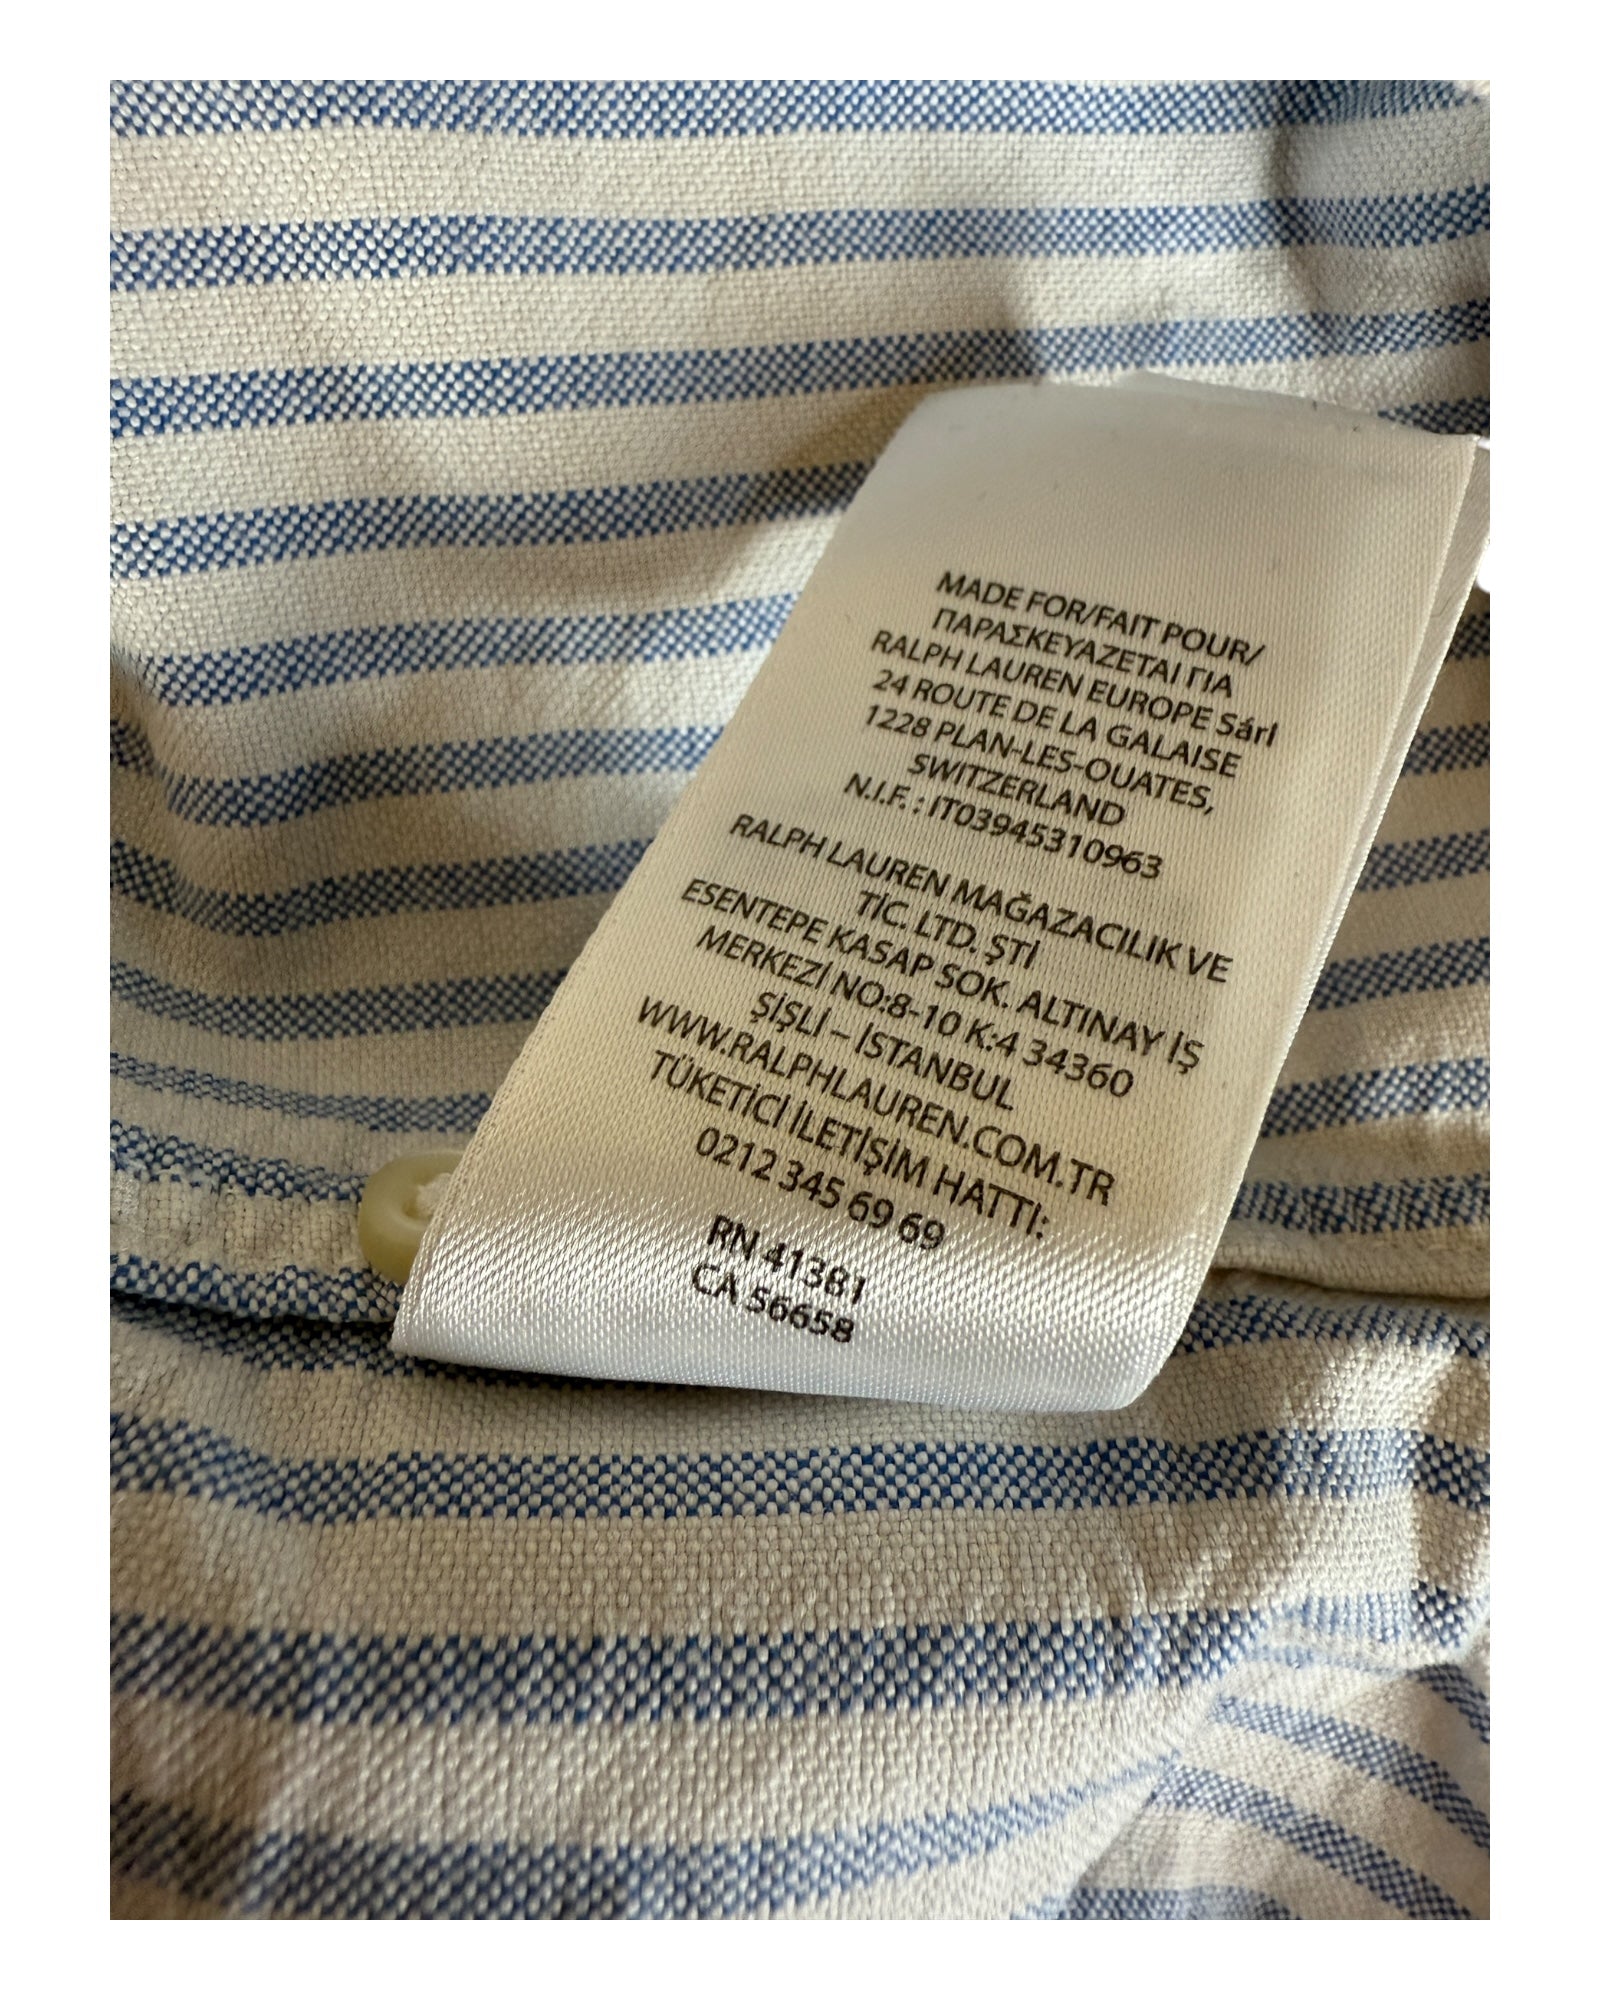 MADE FOR/FAIT POUR/
ΠΑΡΑΣΚΕΥΑΖΕΤΑΙ ΓΙΑ
RALPH LAUREN EUROPE Sárl
24 ROUTE DE LA GALAISE
1228 PLAN-LES-OUATES,
SWITZERLAND
N.I.F. : IT03945310963
RALPH LAUREN MAĞAZACILIK VE
TİC. LTD. ŞTİ
ESENTEPE KASAP SOK. ALTINAY İŞ
MERKEZİ NO:8-10 K:4 34360
ŞİŞLİ – İSTANBUL
WWW.RALPHLAUREN.COM.TR
TÜKETİCİ İLETİŞİM HATTI:
0212 345 69 69
RN 41381
CA 56658